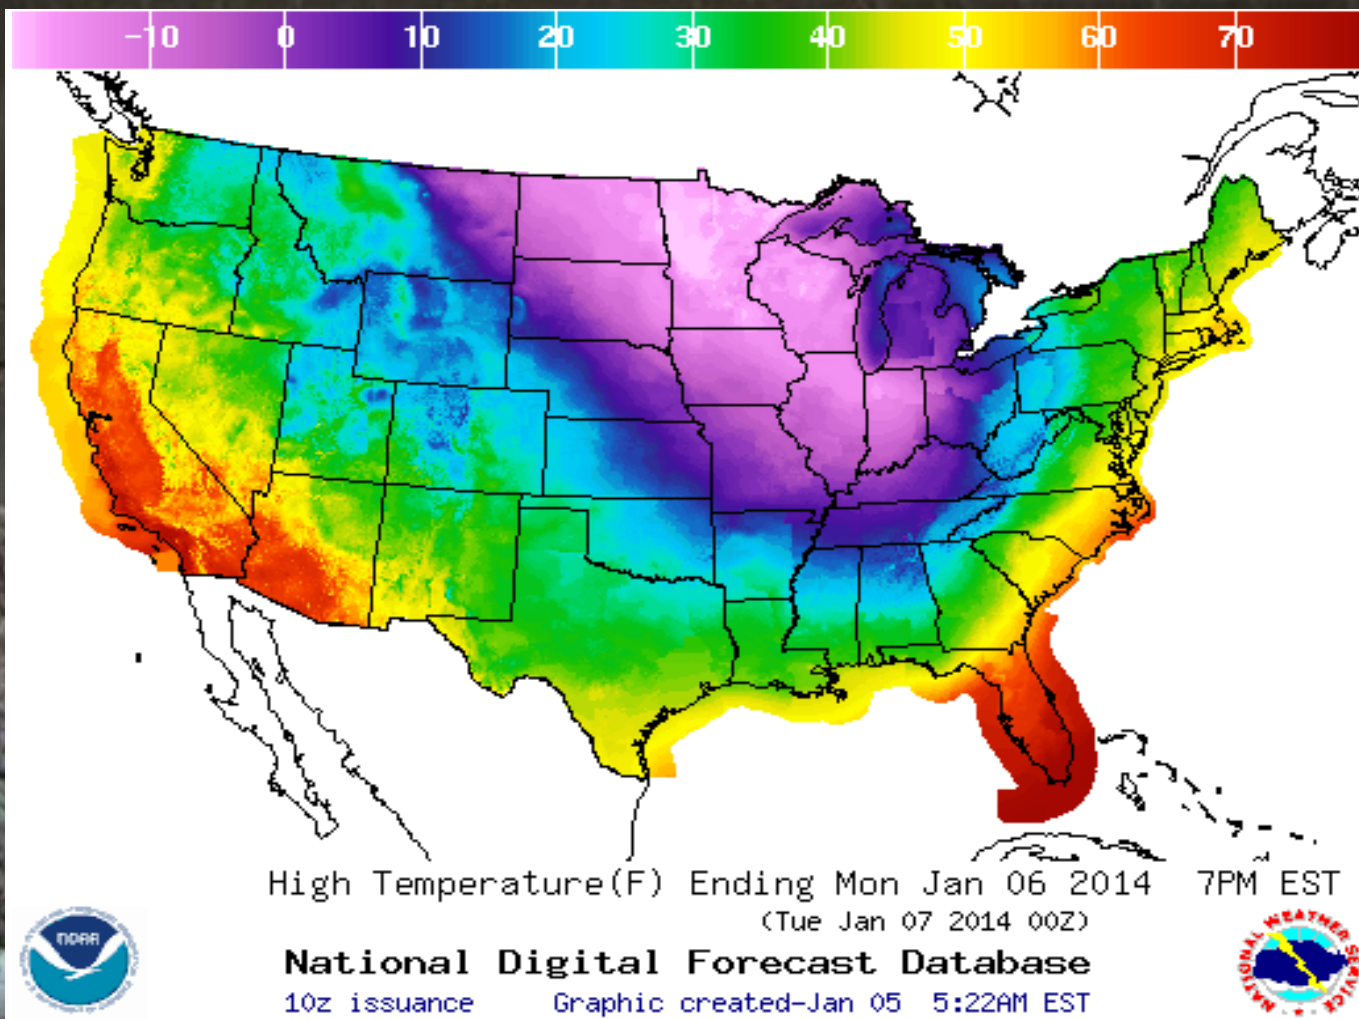 -10 0 10 20 30 40 50 60 70
High Temperature(F) Ending Mon Jan 06 2014 7PM EST
(Tue Jan 07 2014 00Z)
National Digital Forecast Database
10z issuance Graphic created-Jan 05 5:22AM EST
NOAA
NATIONAL WEATHER SERVICE